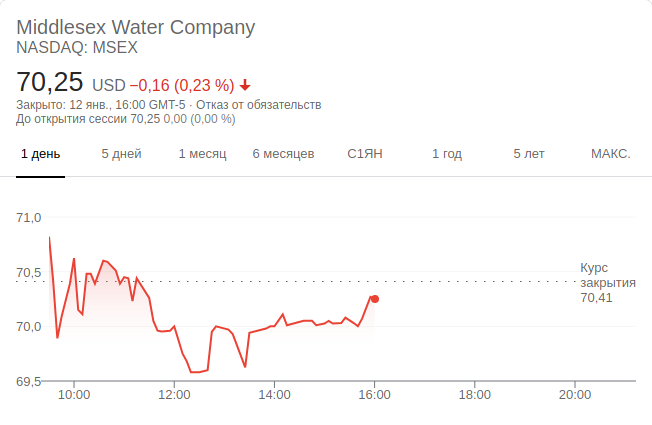 Middlesex Water Company
NASDAQ: MSEX
70,25 USD −0,16 (0,23 %)
Закрыто: 12 янв., 16:00 GMT-5 · Отказ от обязательств
До открытия сессии 70,25 0,00 (0,00 %)
1 день 5 дней 1 месяц 6 месяцев С1ЯН 1 год 5 лет МАКС.
71,0
70,5
70,0
69,5
Курс
закрытия
70,41
10:00 12:00 14:00 16:00 20:00